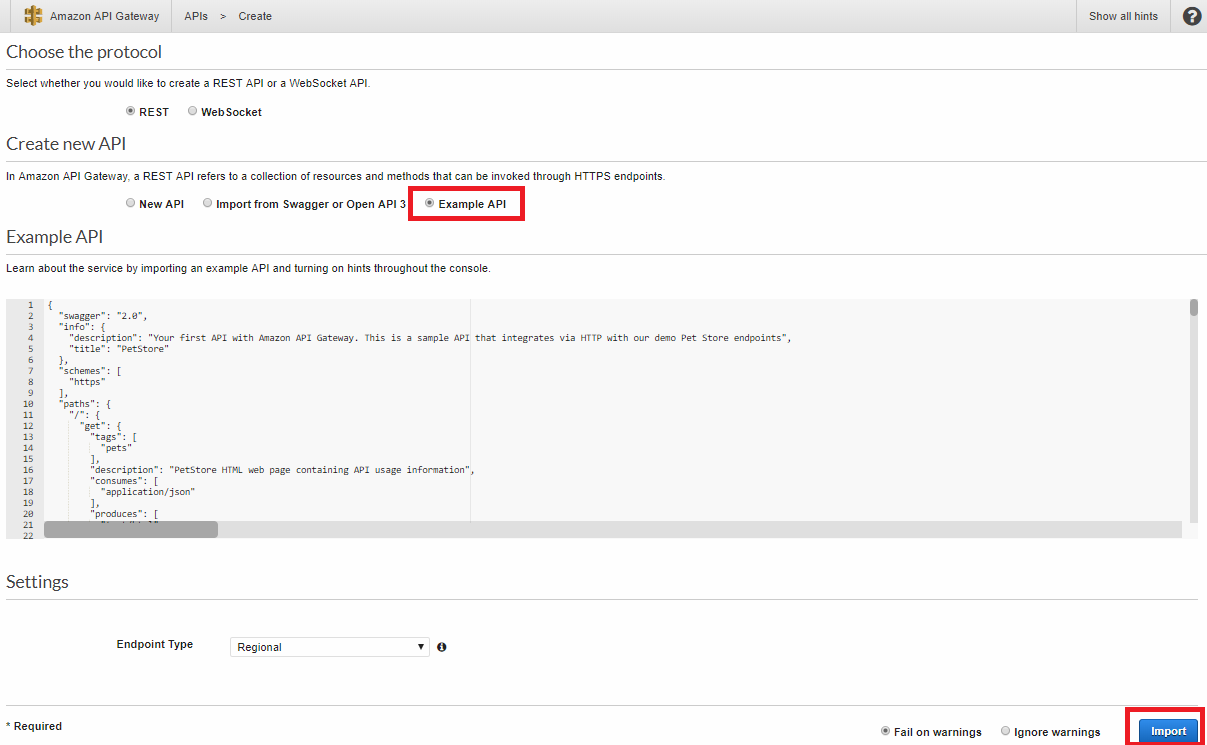 Amazon API Gateway APIs > Create Show all hints ?
Choose the protocol
Select whether you would like to create a REST API or a WebSocket API.
REST WebSocket
Create new API
In Amazon API Gateway, a REST API refers to a collection of resources and methods that can be invoked through HTTPS endpoints.
New API Import from Swagger or Open API 3 Example API
Example API
Learn about the service by importing an example API and turning on hints throughout the console.
1 {
2 "swagger": "2.0",
3 "info": {
4 "description": "Your first API with Amazon API Gateway. This is a sample API that integrates via HTTP with our demo Pet Store endpoints",
5 "title": "PetStore"
6 },
7 "schemes": [
8 "https"
9 ],
10 "paths": {
11 "/": {
12 "get": {
13 "tags": [
14 "pets"
15 ],
16 "description": "PetStore HTML web page containing API usage information",
17 "consumes": [
18 "application/json"
19 ],
20 "produces": [
21
22
Settings
Endpoint Type Regional
* Required
Fail on warnings Ignore warnings Import